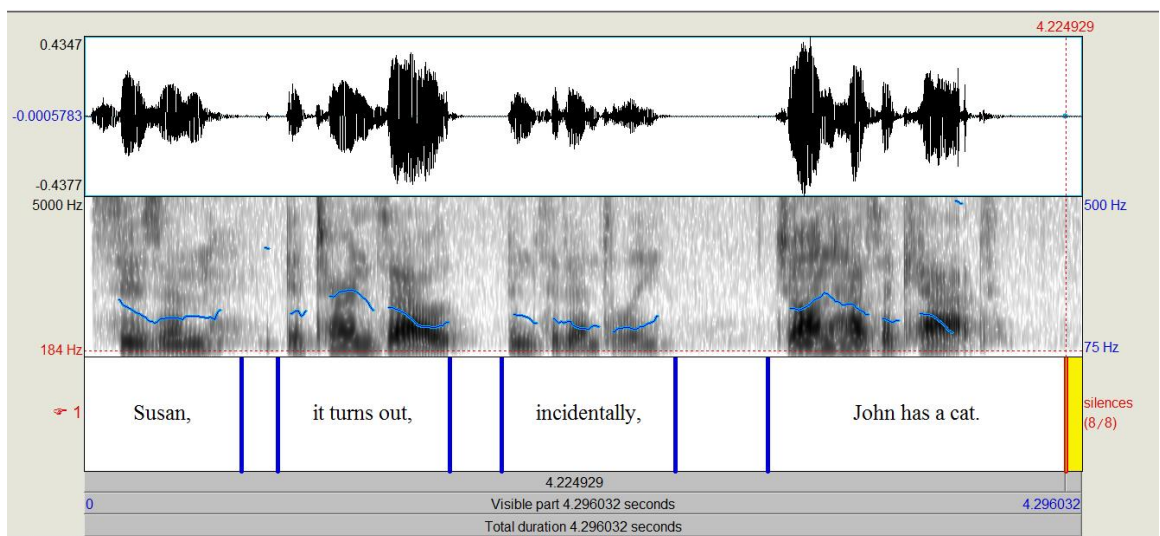 4.224929
0.4347
-0.0005783
-0.4377
5000 Hz
500 Hz
184 Hz
75 Hz
1
Susan,
it turns out,
incidentally,
John has a cat.
silences
(8/8)
4.224929
0
Visible part 4.296032 seconds
4.296032
Total duration 4.296032 seconds